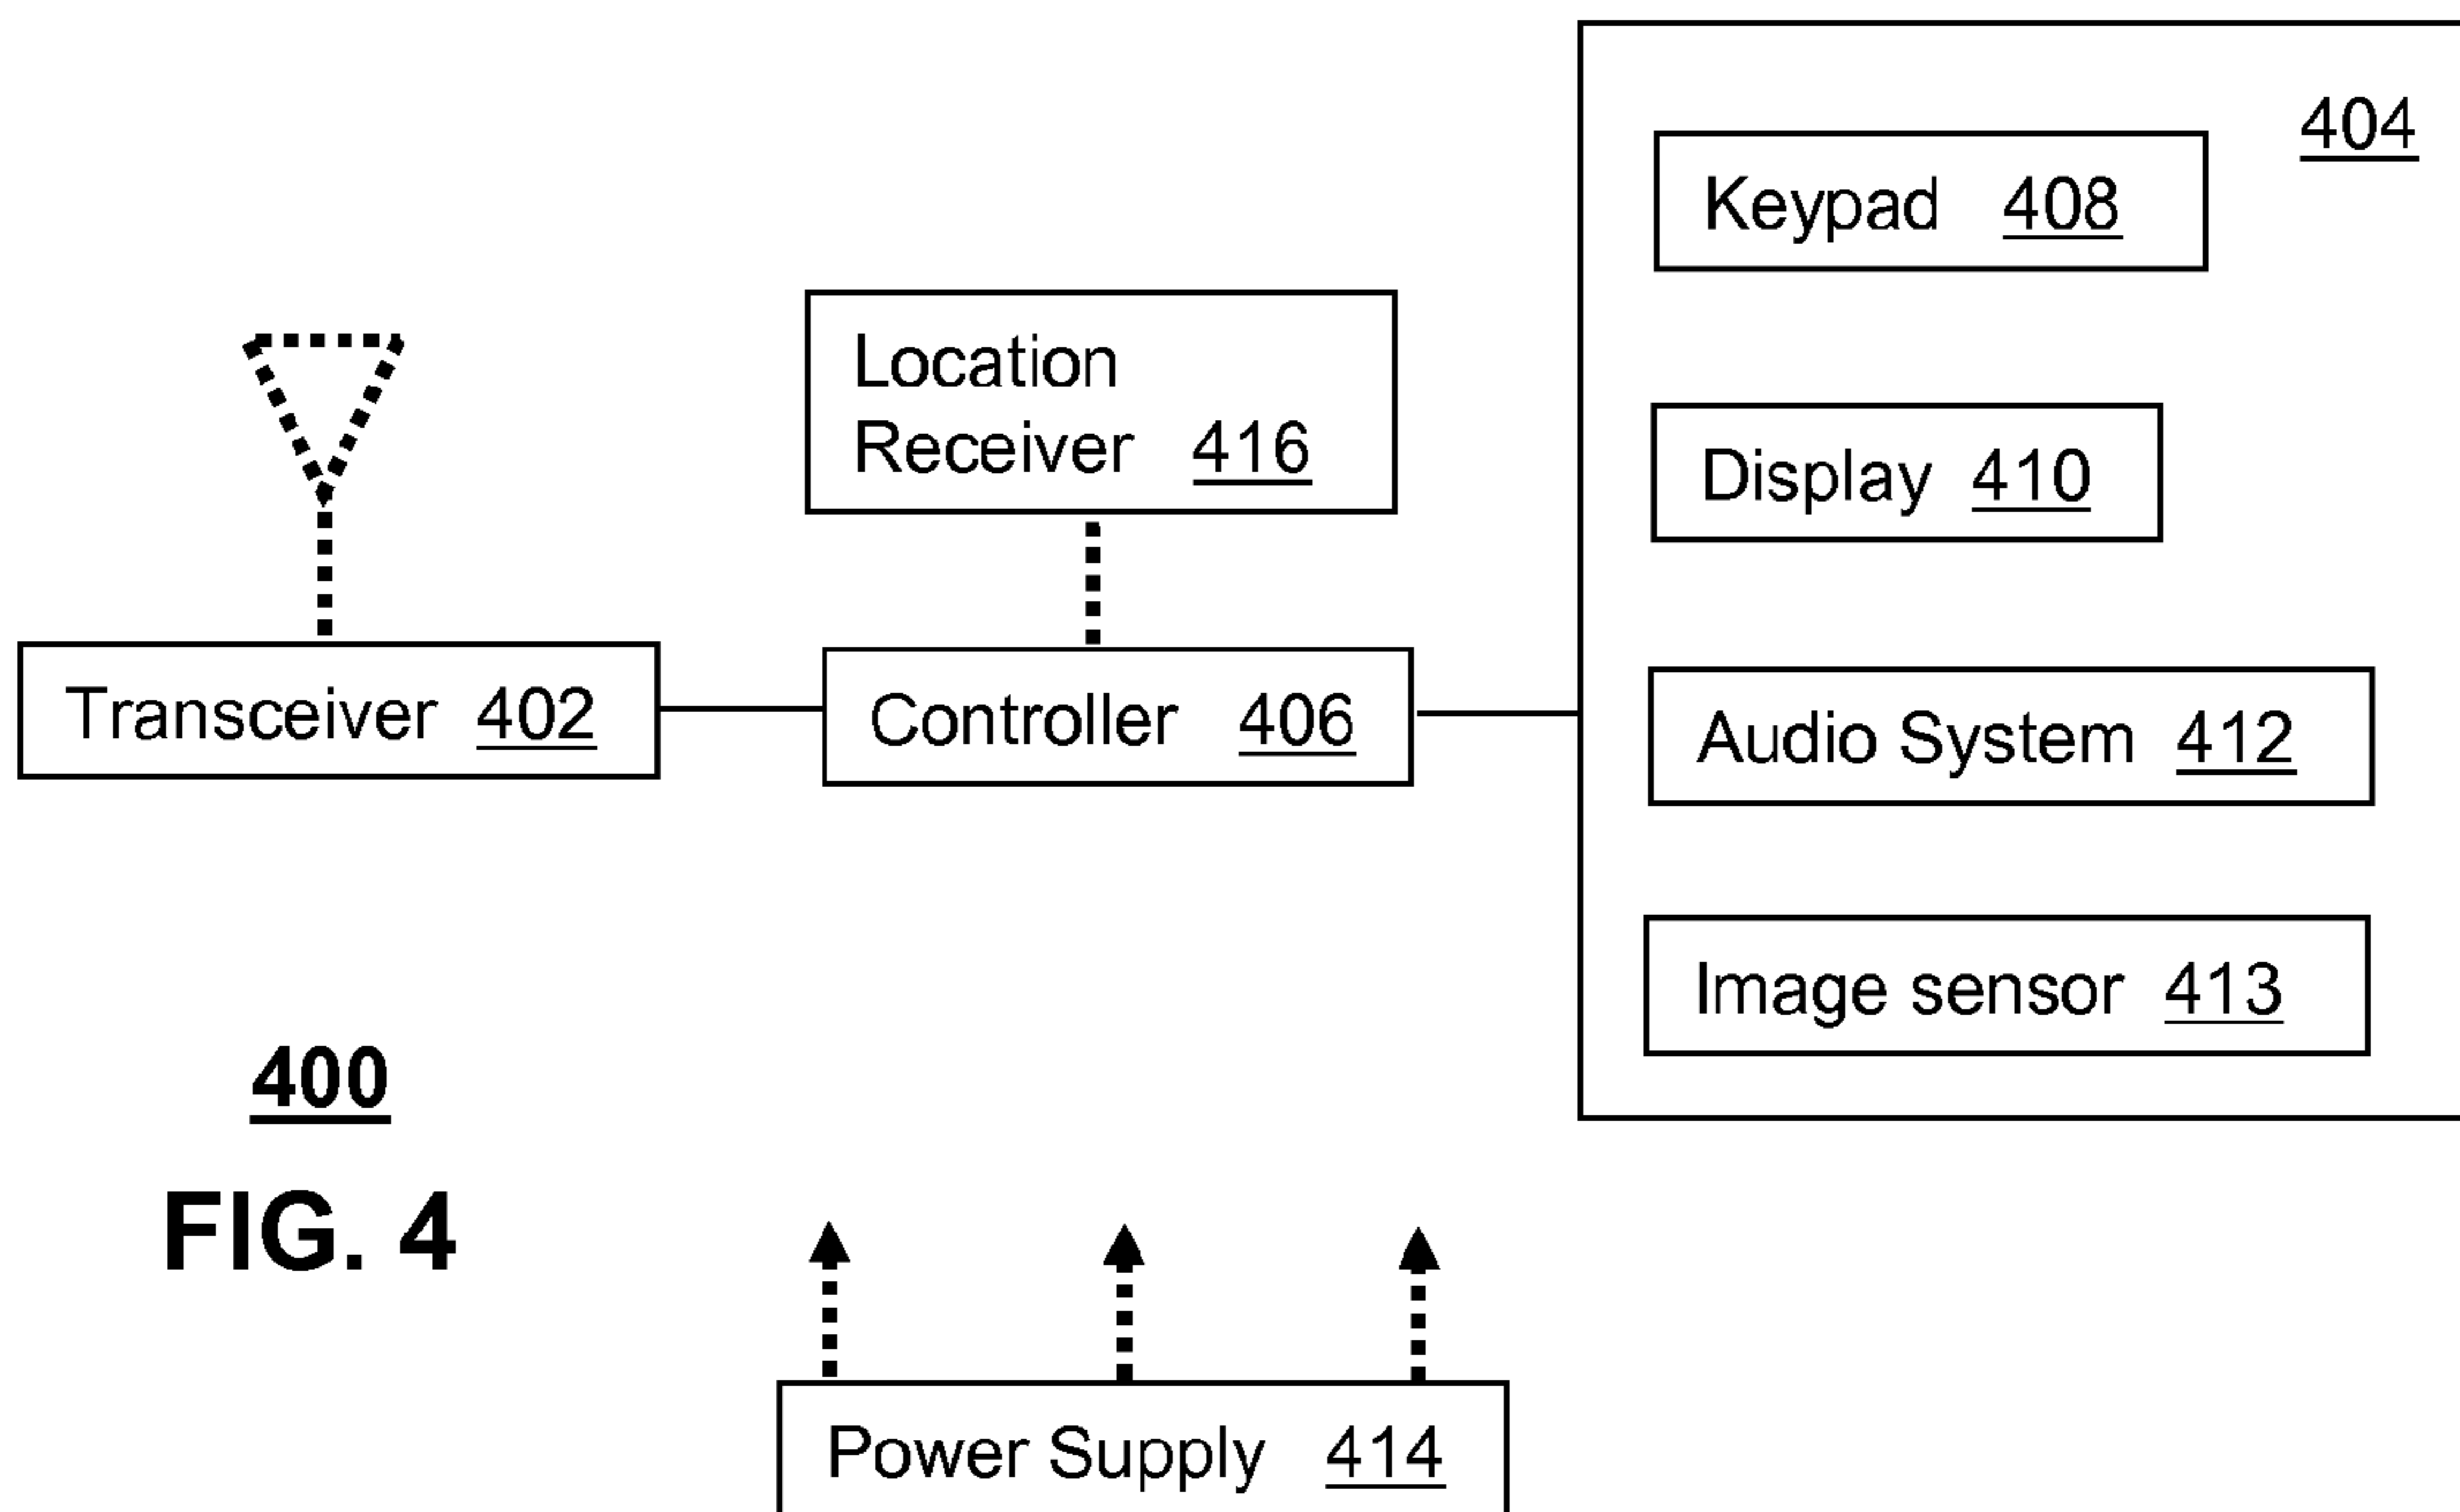 404
Keypad 408
Location
Receiver 416
Display 410
Transceiver 402
Controller 406
Audio System 412
Image sensor 413
400
FIG. 4
Power Supply 414